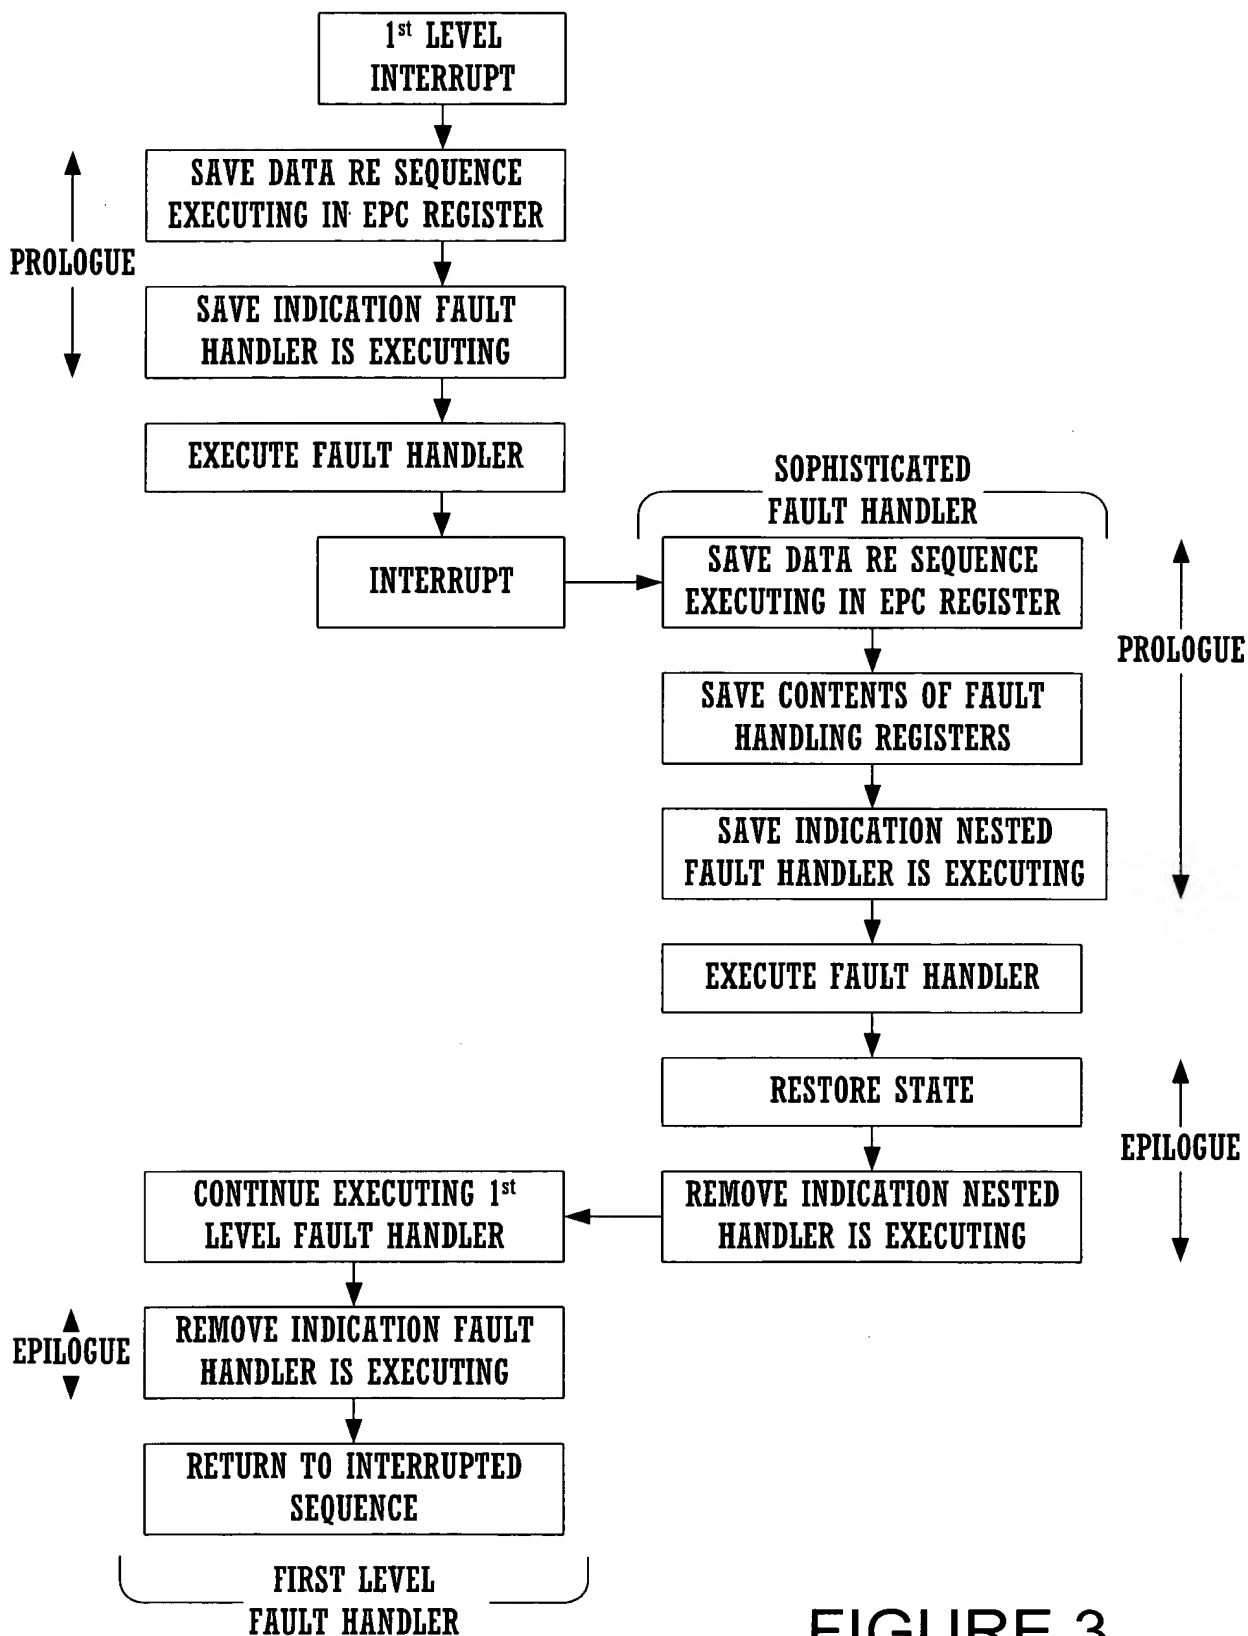 1st LEVEL
INTERRUPT
SAVE DATA RE SEQUENCE
EXECUTING IN EPC REGISTER
PROLOGUE
SAVE INDICATION FAULT
HANDLER IS EXECUTING
EXECUTE FAULT HANDLER
INTERRUPT
SOPHISTICATED
FAULT HANDLER
SAVE DATA RE SEQUENCE
EXECUTING IN EPC REGISTER
PROLOGUE
SAVE CONTENTS OF FAULT
HANDLING REGISTERS
SAVE INDICATION NESTED
FAULT HANDLER IS EXECUTING
EXECUTE FAULT HANDLER
RESTORE STATE
EPILOGUE
REMOVE INDICATION NESTED
HANDLER IS EXECUTING
CONTINUE EXECUTING 1st
LEVEL FAULT HANDLER
REMOVE INDICATION FAULT
HANDLER IS EXECUTING
EPILOGUE
RETURN TO INTERRUPTED
SEQUENCE
FIRST LEVEL
FAULT HANDLER
FIGURE 3